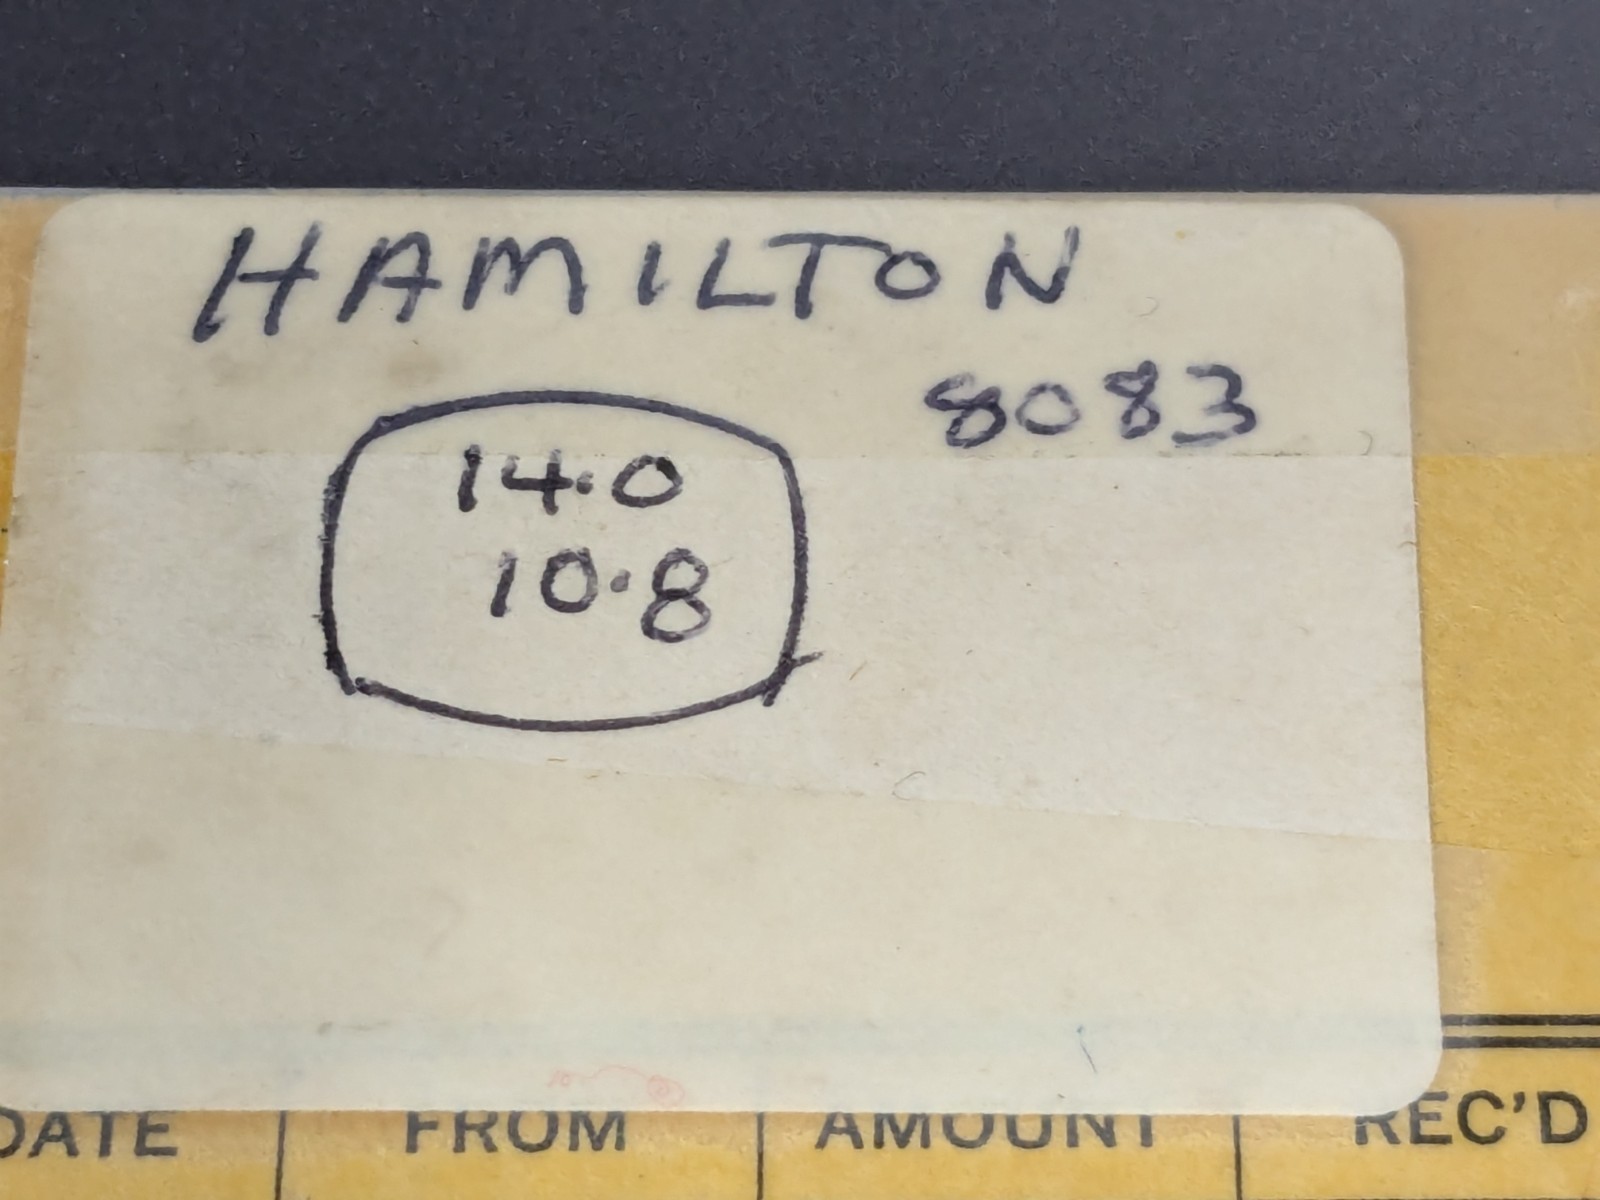 HAMILTON
8083
14.0
10.8
DATE FROM AMOUNT REC'D